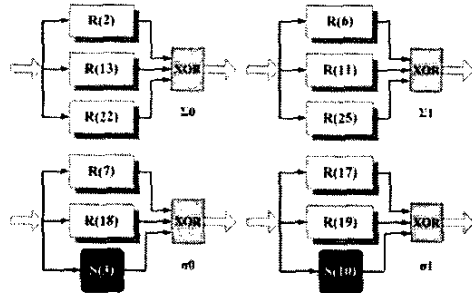 R(2)
R(13)
XOR
R(22)
Σ0
R(6)
R(11)
XOR
R(25)
Σ1
R(7)
R(18)
XOR
S(3)
σ0
R(17)
R(19)
XOR
S(10)
σ1